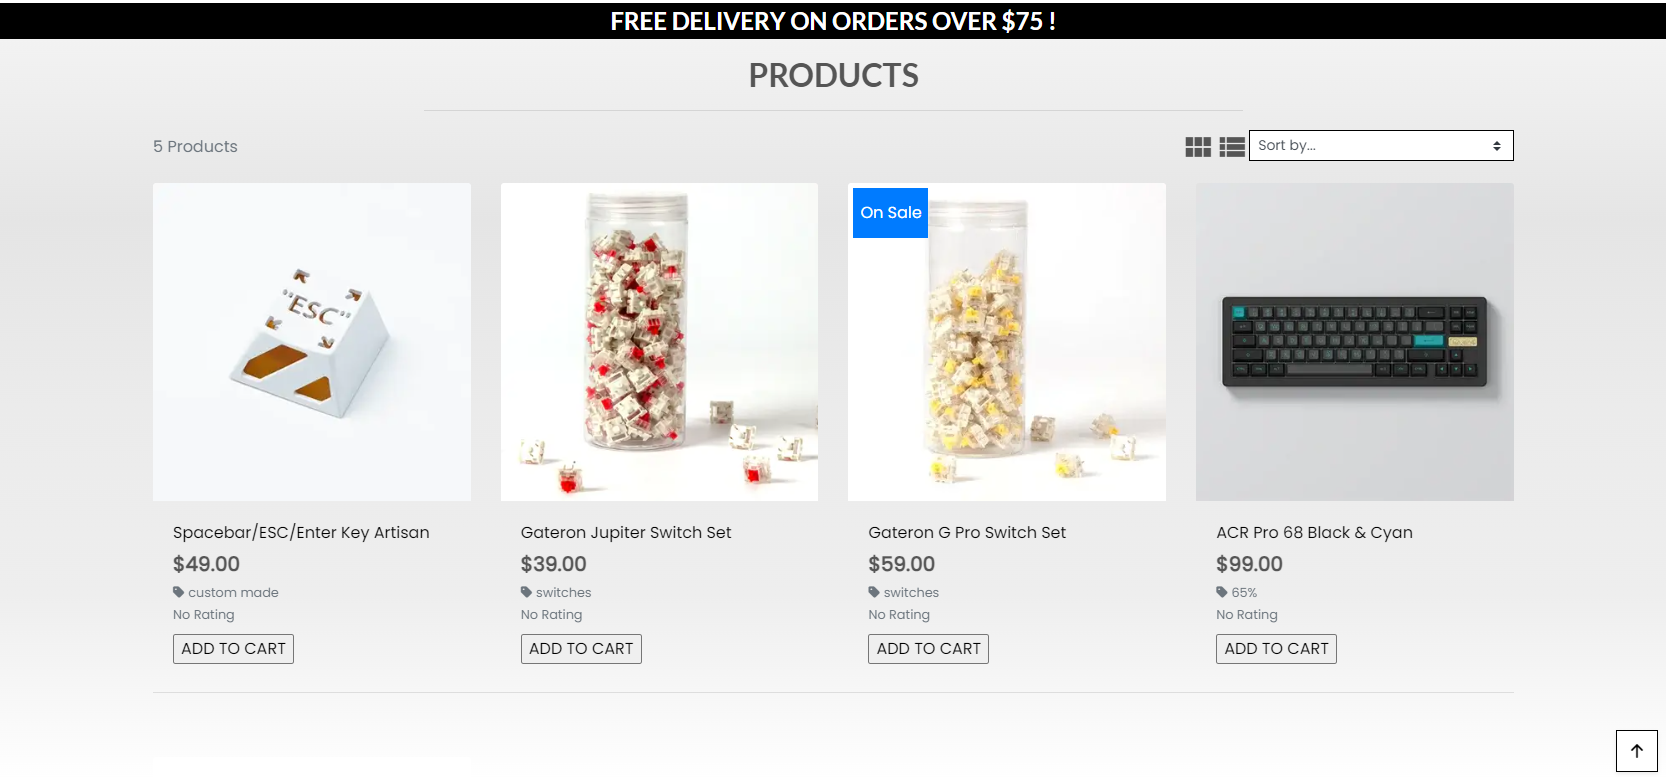 FREE DELIVERY ON ORDERS OVER $75 !
PRODUCTS
5 Products
Sort by...
"ESC"
On Sale
Spacebar/ESC/Enter Key Artisan
$49.00
custom made
No Rating
ADD TO CART
Gateron Jupiter Switch Set
$39.00
switches
No Rating
ADD TO CART
Gateron G Pro Switch Set
$59.00
switches
No Rating
ADD TO CART
ACR Pro 68 Black & Cyan
$99.00
65%
No Rating
ADD TO CART